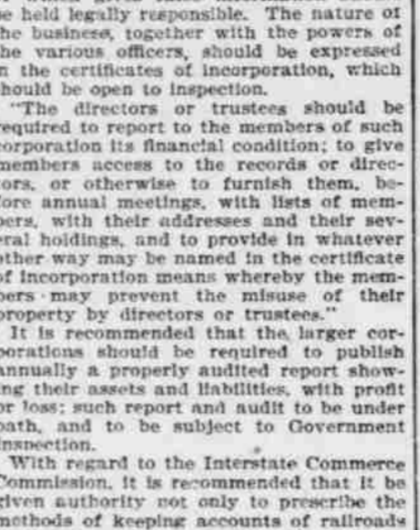 be held legally responsible. The nature of
the business, together with the powers of
the various officers, should be expressed
in the certificates of incorporation, which
should be open to inspection.
"The directors or trustees should be
required to report to the members of such
corporation its financial condition; to give
members access to the records or direc-
tors, or otherwise to furnish them, be-
fore annual meetings, with lists of mem-
bers, with their addresses and their sev-
eral holdings, and to provide in whatever
other way may be named in the certificate
of incorporation means whereby the mem-
bers may prevent the misuse of their
property by directors or trustees."
It is recommended that the larger cor-
porations should be required to publish
annually a properly audited report show-
ing their assets and liabilities, with profit
or loss; such report and audit to be under
oath, and to be subject to Government
inspection.
With regard to the Interstate Commerce
Commission, it is recommended that it be
given authority not only to prescribe the
methods of keeping accounts of railroads